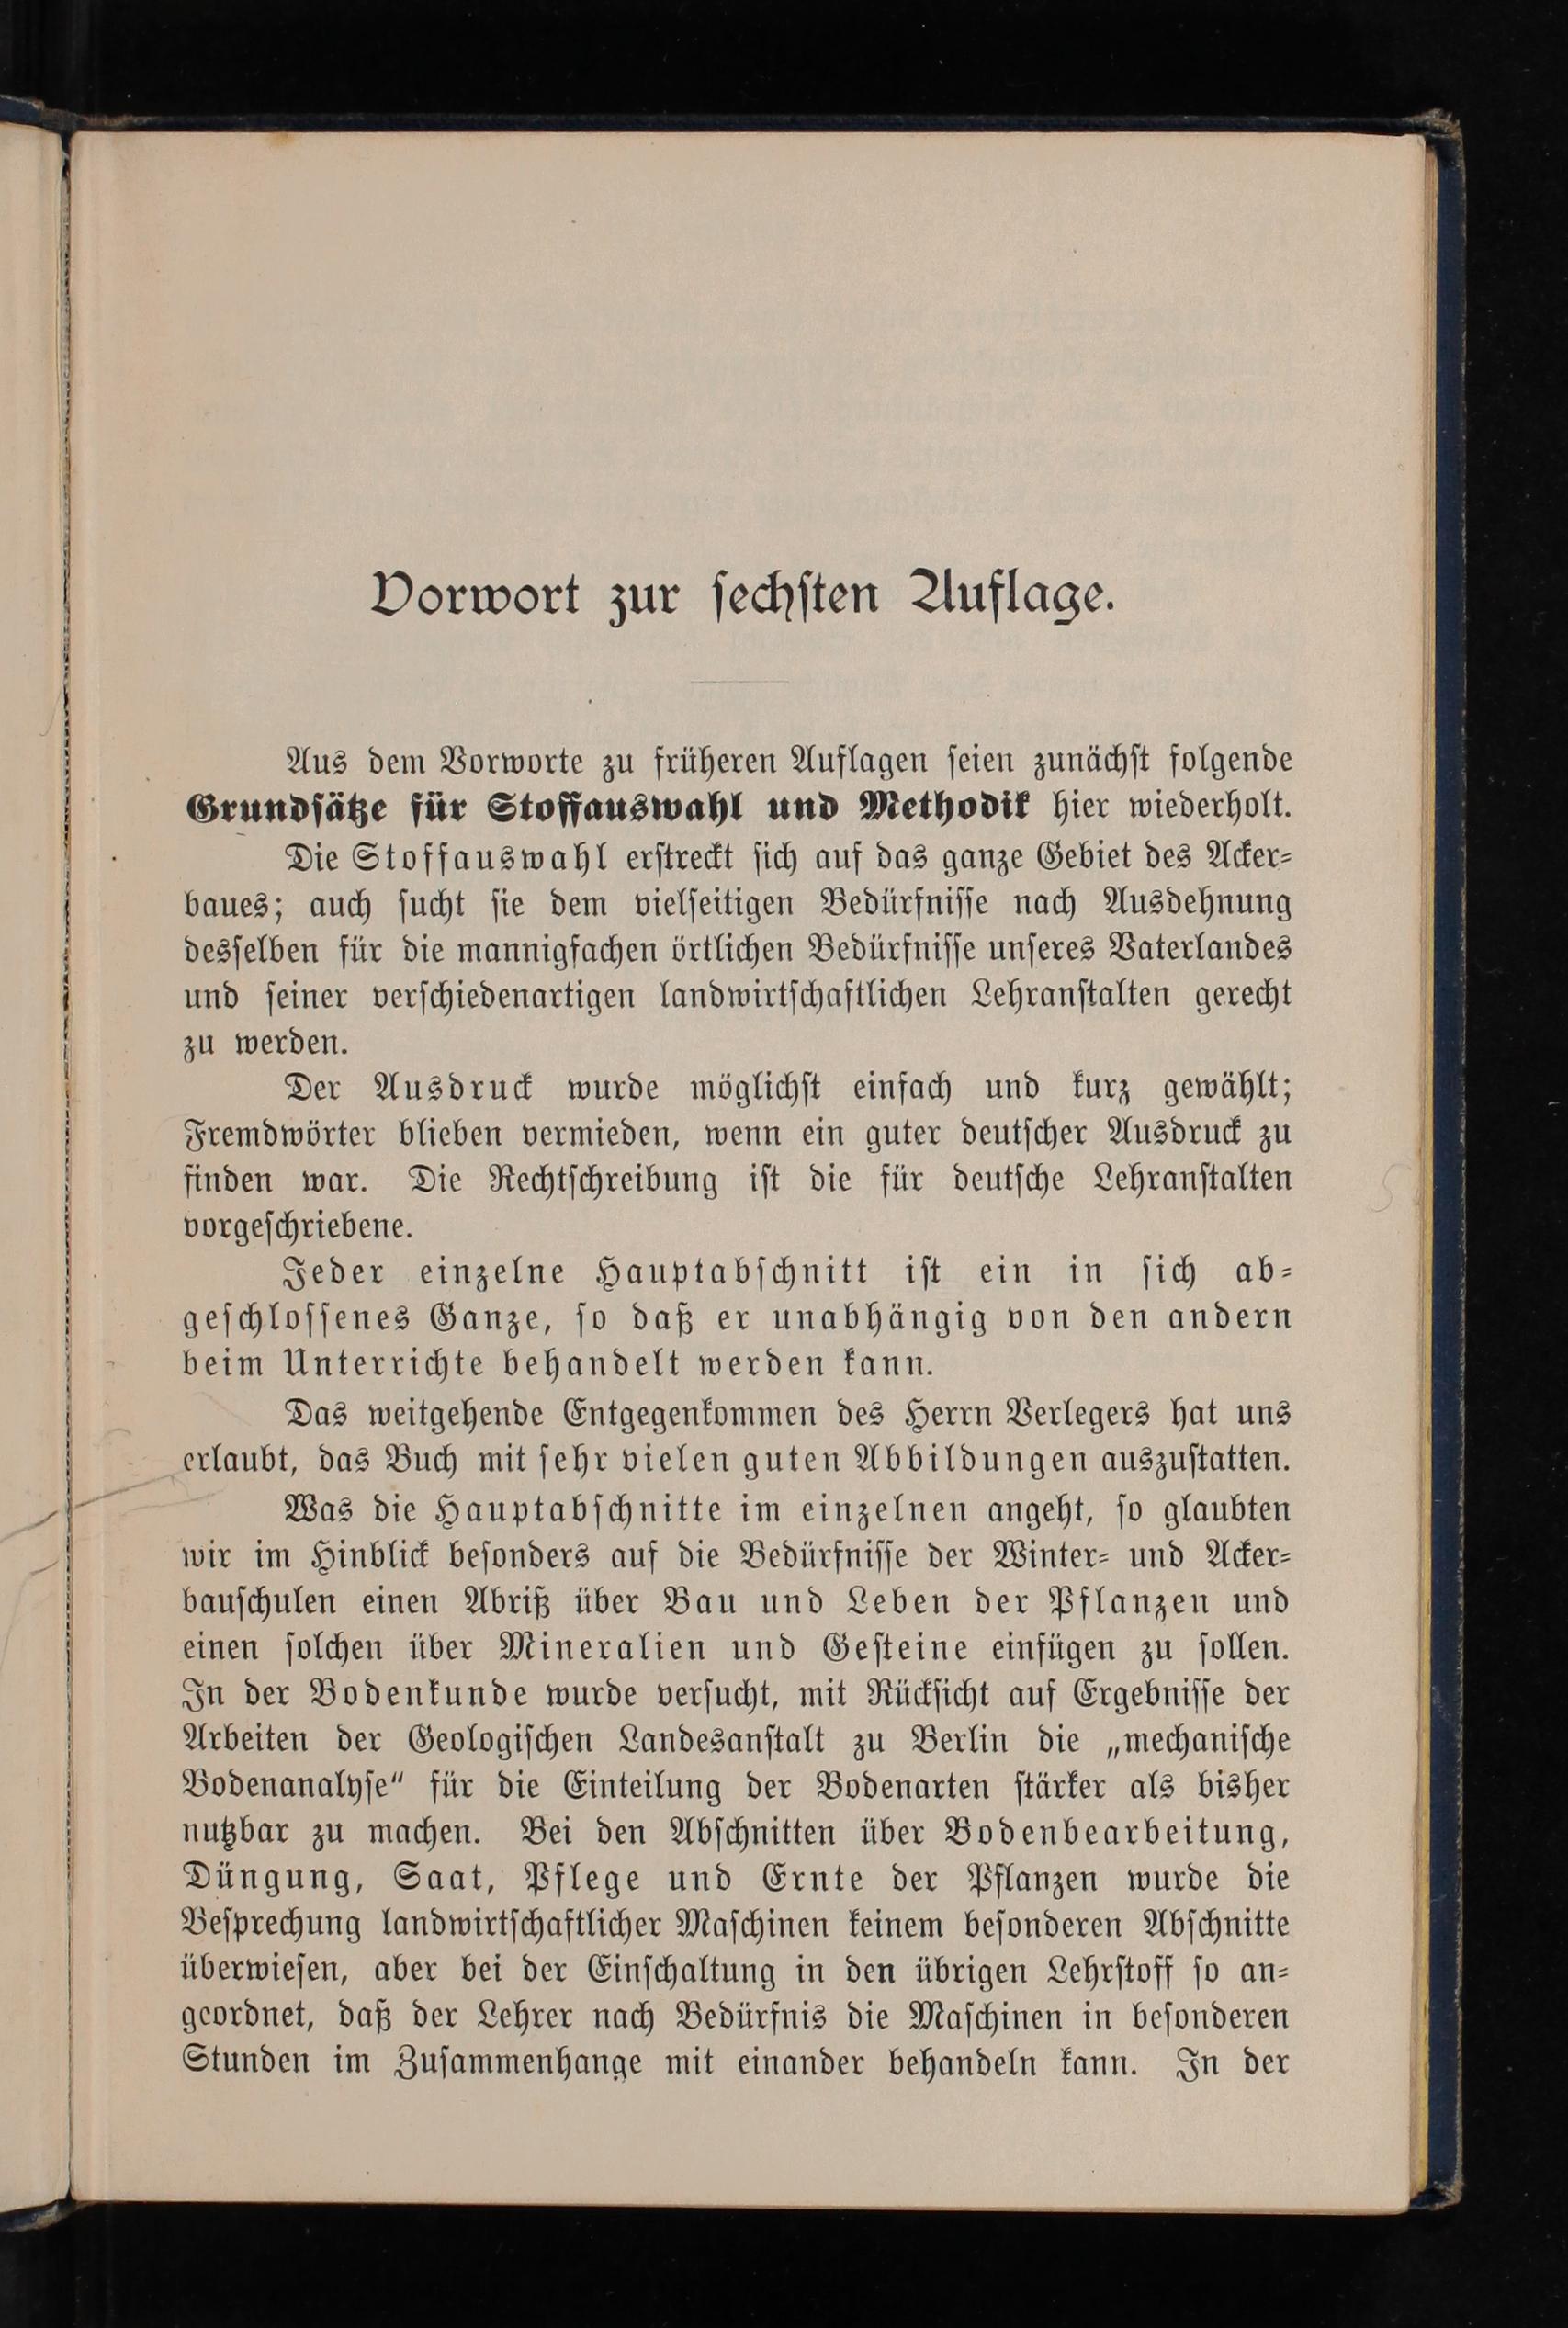 Vorwort zur ſechſten Auflage.
Aus dem Vorworte zu früheren Auflagen ſeien zunächſt folgende
Grundſätze für Stoffauswahl und Methodik hier wiederholt.
Die Stoffauswahl erſtreckt ſich auf das ganze Gebiet des Acker⸗
baues; auch ſucht ſie dem vielſeitigen Bedürfniſſe nach Ausdehnung
desſelben für die mannigfachen örtlichen Bedürfniſſe unſeres Vaterlandes
und ſeiner verſchiedenartigen landwirtſchaftlichen Lehranſtalten gerecht
zu werden.
Der Ausdruck wurde möglichſt einfach und kurz gewählt;
Fremdwörter blieben vermieden, wenn ein guter deutſcher Ausdruck zu
finden war. Die Rechtſchreibung iſt die für deutſche Lehranſtalten
vorgeſchriebene.
Jeder einzelne Hauptabſchnitt iſt ein in ſich ab⸗
geſchloſſenes Ganze, ſo daß er unabhängig von den andern
beim Unterrichte behandelt werden kann.
Das weitgehende Entgegenkommen des Herrn Verlegers hat uns
erlaubt, das Buch mit ſehr vielen guten Abbildungen auszuſtatten.
Was die Hauptabſchnitte im einzelnen angeht, ſo glaubten
wir im Hinblick beſonders auf die Bedürfniſſe der Winter⸗ und Acker⸗
bauſchulen einen Abriß über Bau und Leben der Pflanzen und
einen ſolchen über Mineralien und Geſteine einfügen zu ſollen.
In der Bodenkunde wurde verſucht, mit Rückſicht auf Ergebniſſe der
Arbeiten der Geologiſchen Landesanſtalt zu Berlin die „mechaniſche
Bodenanalyſe“ für die Einteilung der Bodenarten ſtärker als bisher
nutzbar zu machen. Bei den Abſchnitten über Bodenbearbeitung,
Düngung, Saat, Pflege und Ernte der Pflanzen wurde die
Beſprechung landwirtſchaftlicher Maſchinen keinem beſonderen Abſchnitte
überwieſen, aber bei der Einſchaltung in den übrigen Lehrſtoff ſo an⸗
geordnet, daß der Lehrer nach Bedürfnis die Maſchinen in beſonderen
Stunden im Zuſammenhange mit einander behandeln kann. In der